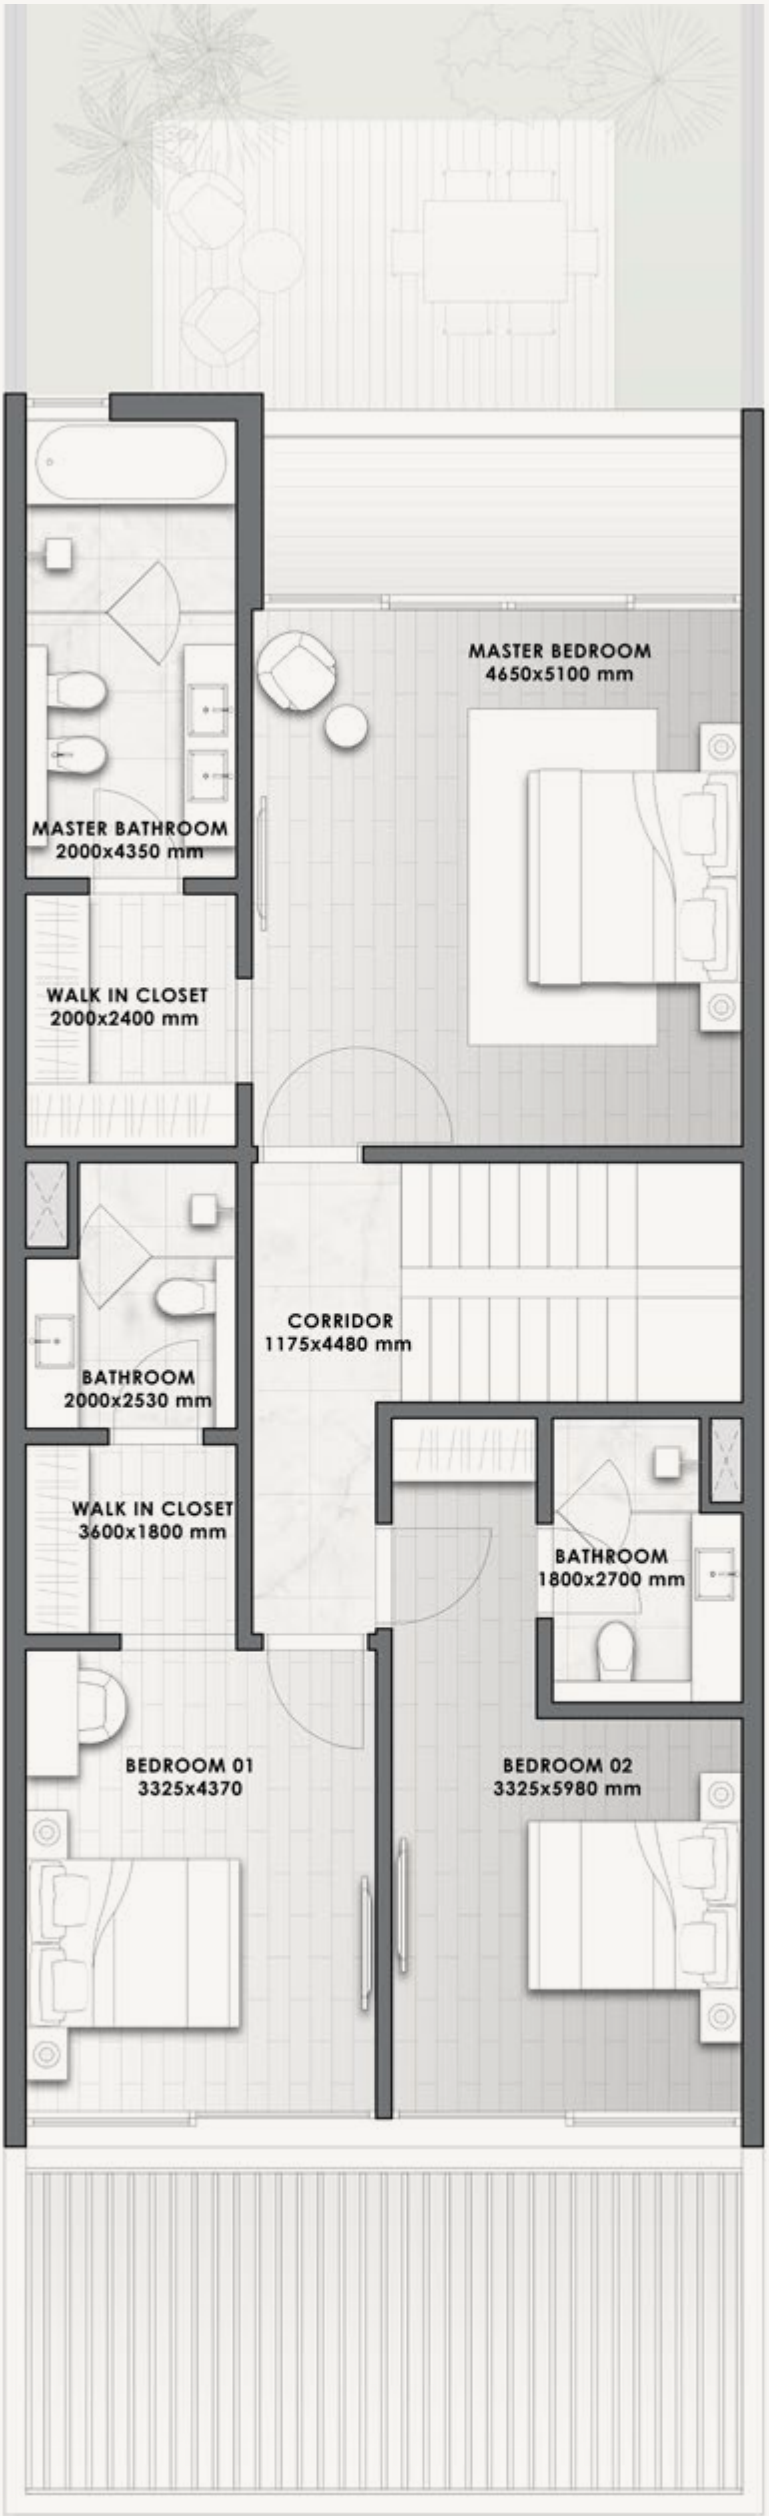 MASTER BEDROOM
4650x5100 mm
MASTER BATHROOM
2000x4350 mm
WALK IN CLOSET
2000x2400 mm
CORRIDOR
1175x4480 mm
BATHROOM
2000x2530 mm
WALK IN CLOSET
3600x1800 mm
BATHROOM
1800x2700 mm
BEDROOM 01
3325x4370
BEDROOM 02
3325x5980 mm